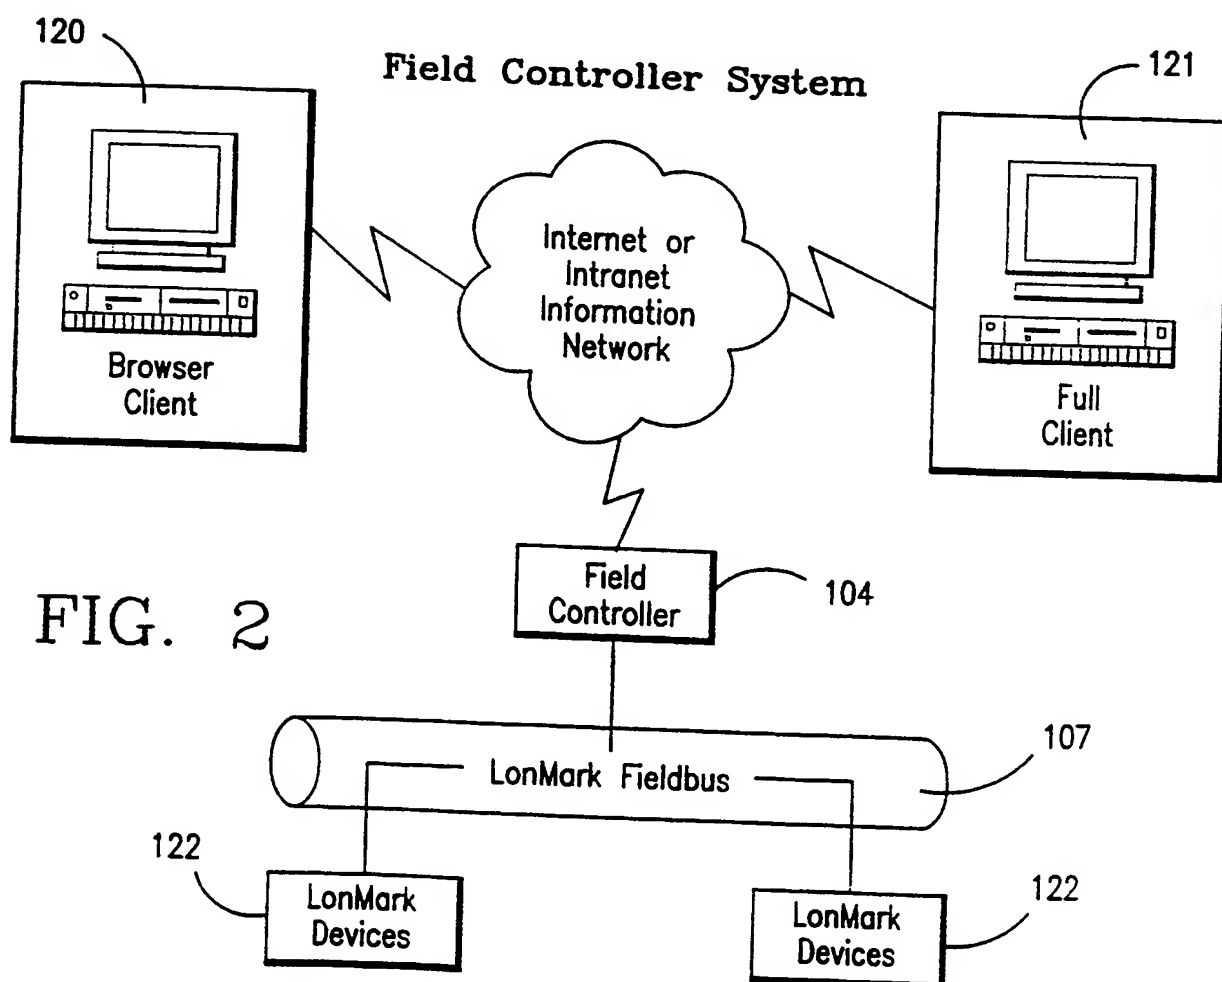 120
Field Controller System
121
Internet or
Intranet
Information
Network
Browser
Client
Full
Client
Field
Controller
104
FIG. 2
LonMark Fieldbus
107
122
LonMark
Devices
LonMark
Devices
122